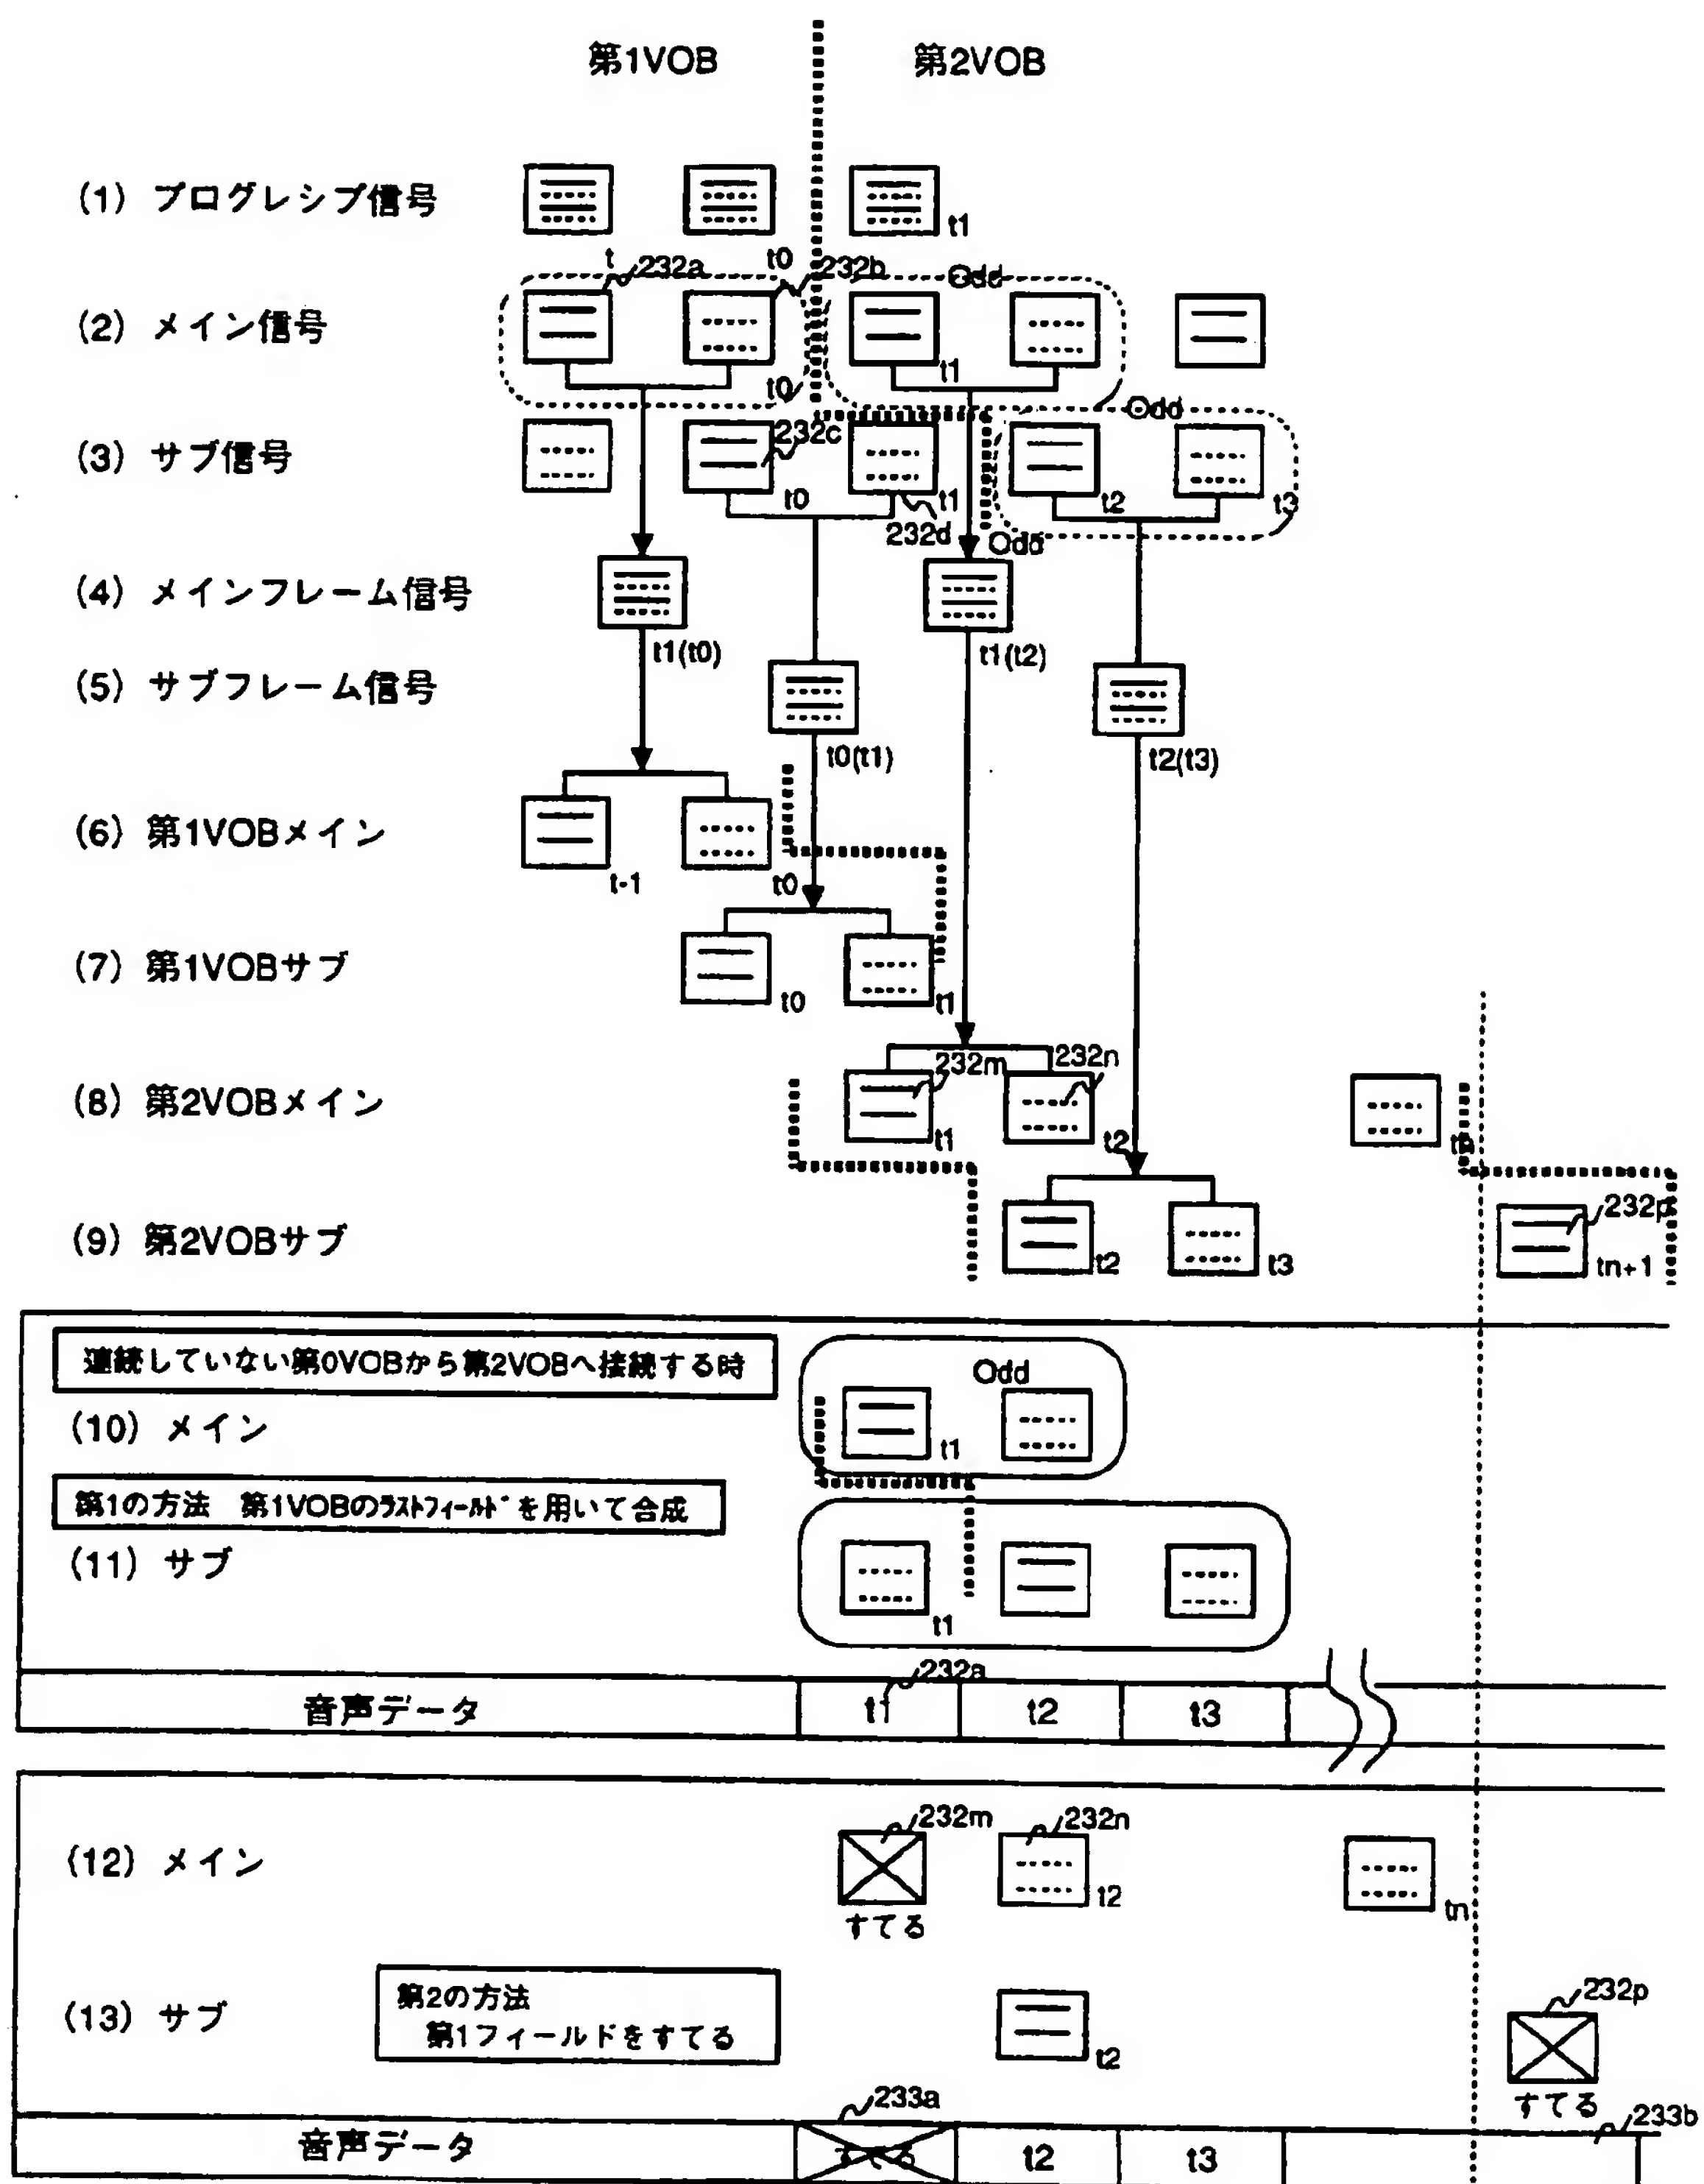 第1VOB 第2VOB
(1) プログレシブ信号
t1
t 232a t0 232b Odd
(2) メイン信号
t0 t1
Odd
(3) サブ信号
232c
t0 t1 t2 t3
232d Odd
(4) メインフレーム信号
t1(t0) t1(t2)
(5) サブフレーム信号
t0(t1) t2(t3)
(6) 第1VOBメイン
t-1 t0
(7) 第1VOBサブ
t0 t1
232m 232n
(8) 第2VOBメイン
t1 t2 tn
232p
(9) 第2VOBサブ
t2 t3 tn+1
連続していない第0VOBから第2VOBへ接続する時
Odd
(10) メイン
t1
第1の方法 第1VOBのラストフィールドを用いて合成
(11) サブ
t1
232a
音声データ t1 t2 t3
232m 232n
(12) メイン
t2 tn
すてる
232p
第2の方法
(13) サブ
第1フィールドをすてる
t2
すてる
233a 233b
音声データ すてる t2 t3